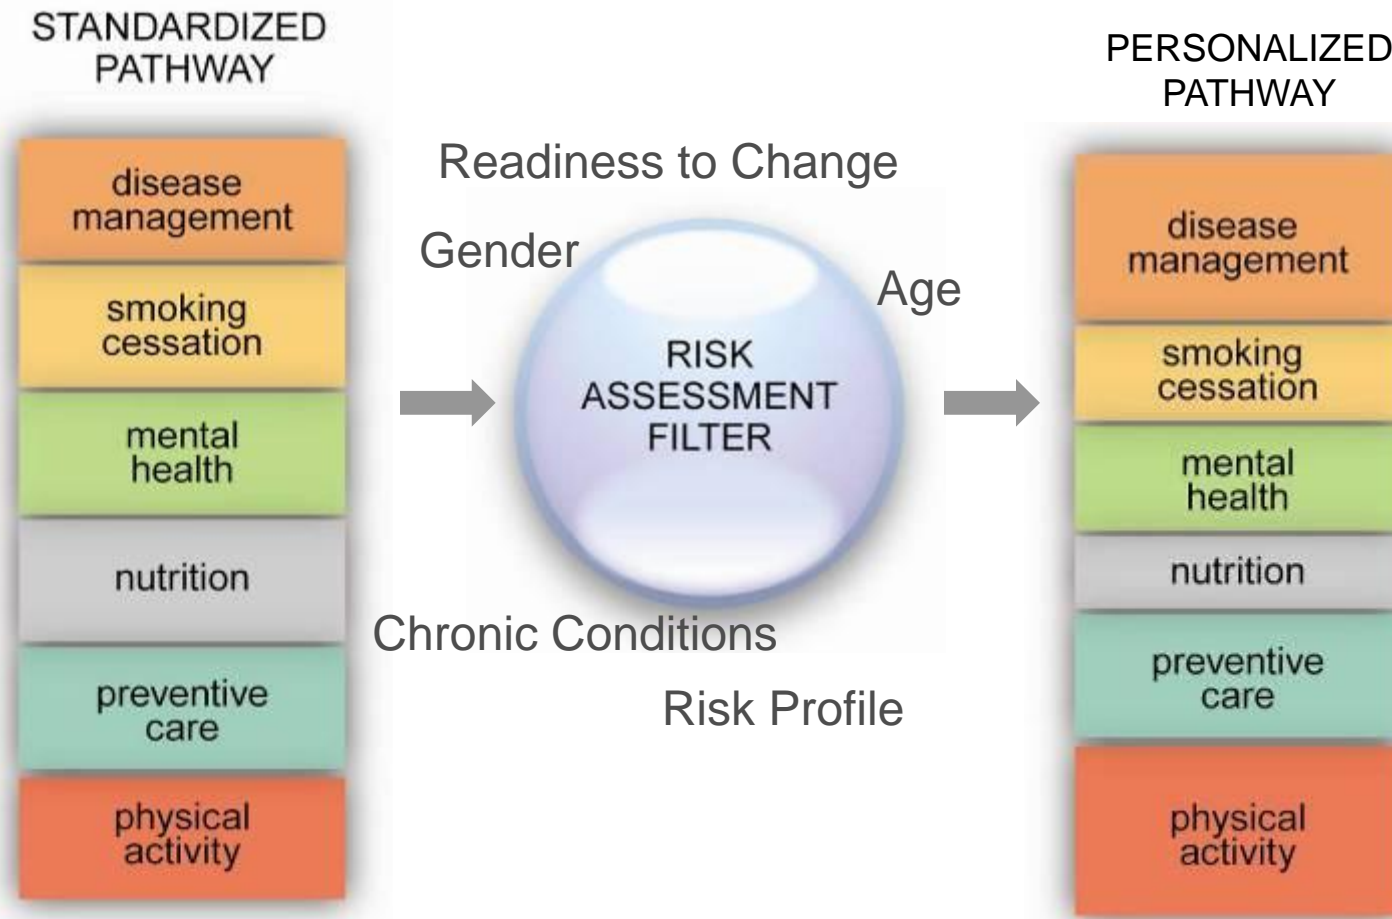 STANDARDIZED
PATHWAY
disease
management
smoking
cessation
mental
health
nutrition
preventive
care
physical
activity
Readiness to Change
Gender
Age
RISK
ASSESSMENT
FILTER
Chronic Conditions
Risk Profile
PERSONALIZED
PATHWAY
disease
management
smoking
cessation
mental
health
nutrition
preventive
care
physical
activity